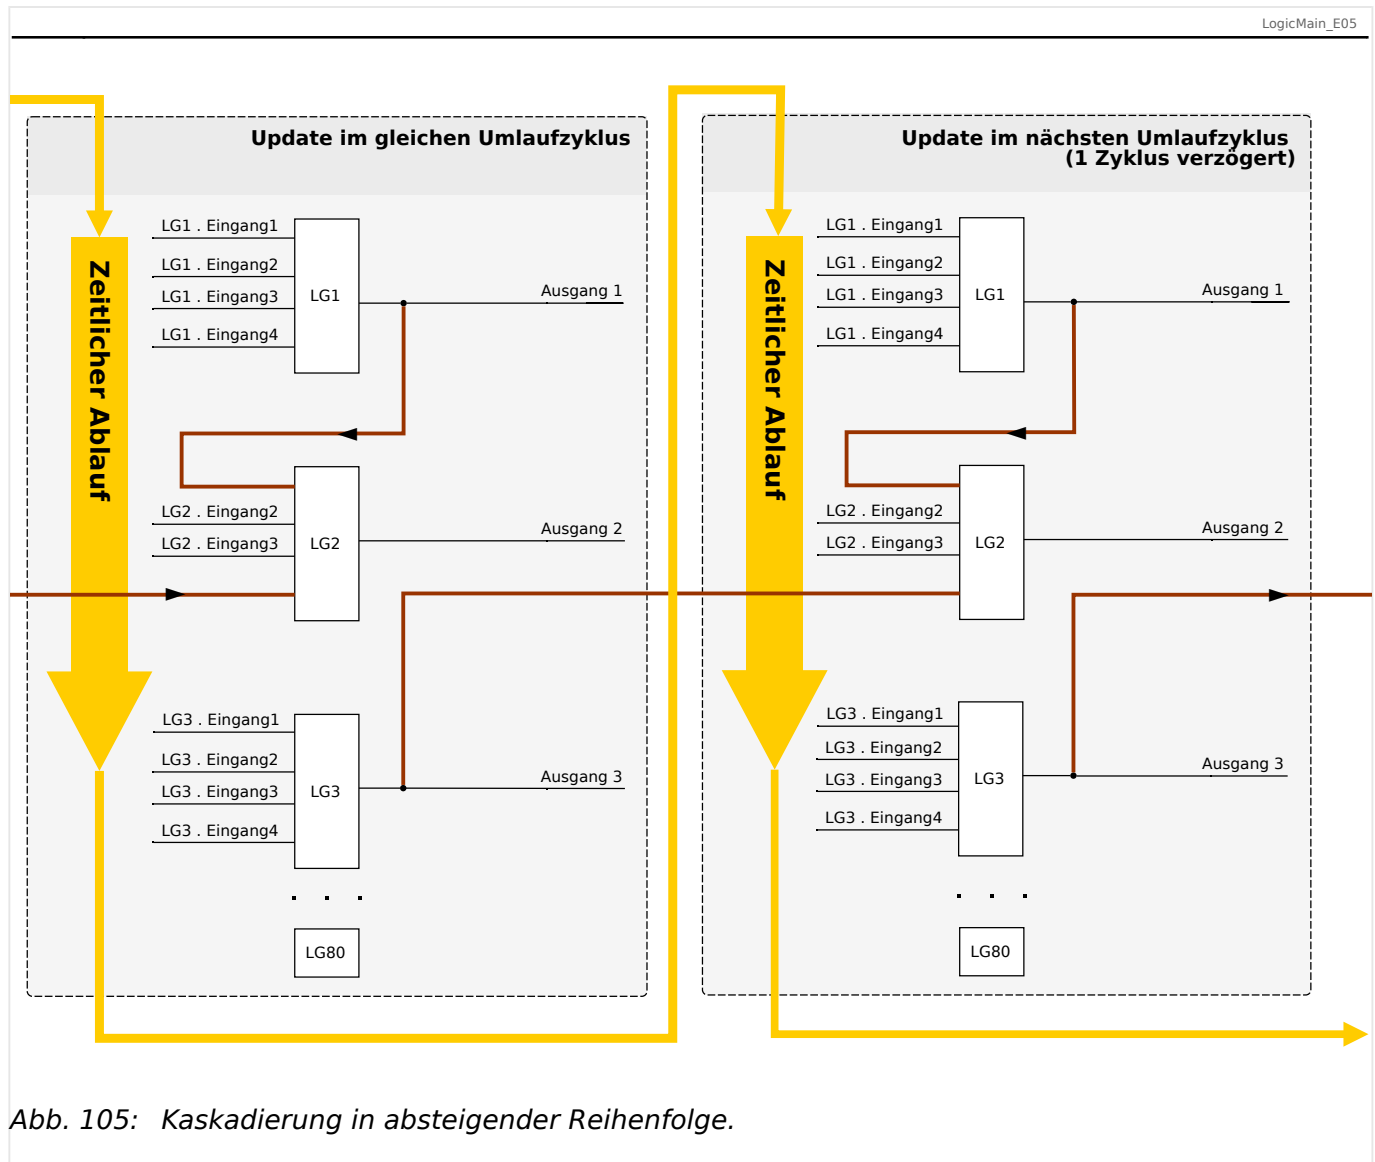 LogicMain_E05
Update im gleichen Umlaufzyklus
Zeitlicher Ablauf
LG1 . Eingang1
LG1 . Eingang2
LG1 . Eingang3
LG1 . Eingang4
LG1
Ausgang 1
LG2 . Eingang2
LG2 . Eingang3
LG2
Ausgang 2
LG3 . Eingang1
LG3 . Eingang2
LG3 . Eingang3
LG3 . Eingang4
LG3
Ausgang 3
. . .
LG80
Update im nächsten Umlaufzyklus
(1 Zyklus verzögert)
Zeitlicher Ablauf
LG1 . Eingang1
LG1 . Eingang2
LG1 . Eingang3
LG1 . Eingang4
LG1
Ausgang 1
LG2 . Eingang2
LG2 . Eingang3
LG2
Ausgang 2
LG3 . Eingang1
LG3 . Eingang2
LG3 . Eingang3
LG3 . Eingang4
LG3
Ausgang 3
. . .
LG80
Abb. 105: Kaskadierung in absteigender Reihenfolge.